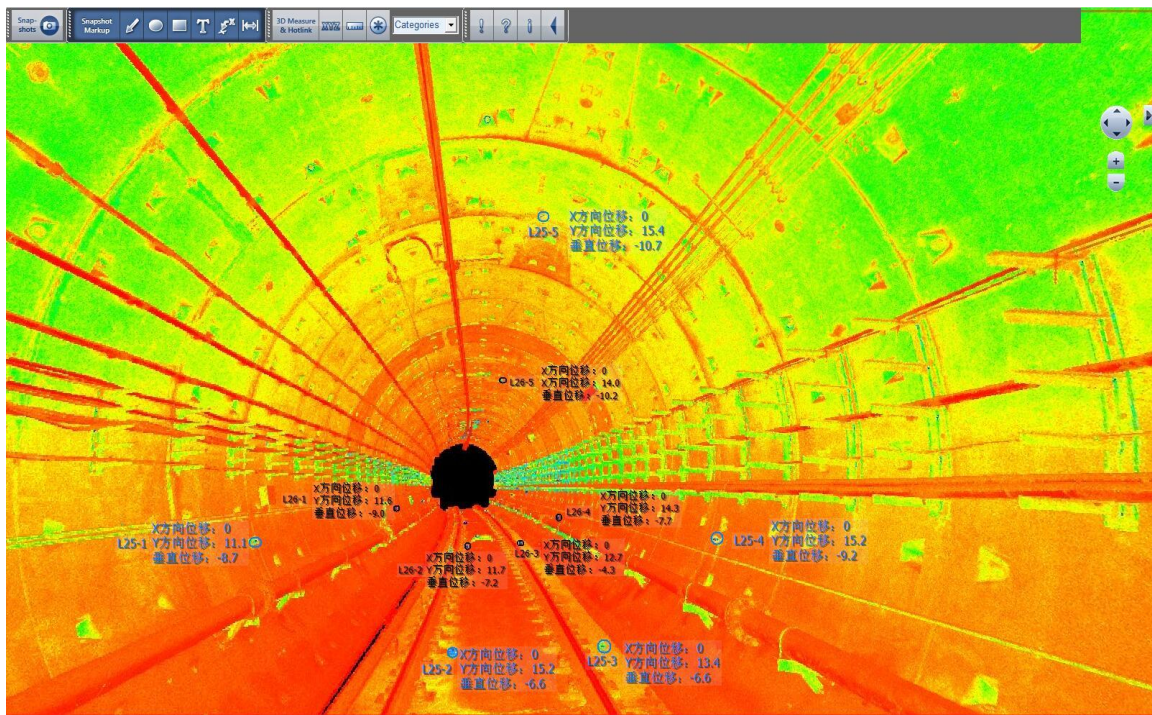 Snap-
shots
Snapshot
Markup
T
3D Measure
& Hotlink
XYZ
Categories
!
?
i
X方向位移: 0
L25-5 Y方向位移: 15.4
垂直位移: -10.7
X方向位移: 0
L26-5 X方向位移: 14.0
垂直位移: -10.2
X方向位移: 0
L26-1 Y方向位移: 11.6
垂直位移: -9.0
X方向位移: 0
L26-4 Y方向位移: 14.3
垂直位移: -7.7
X方向位移: 0
L25-1 Y方向位移: 11.1
垂直位移: -8.7
X方向位移: 0
L25-4 Y方向位移: 15.2
垂直位移: -9.2
X方向位移: 0
L26-2 Y方向位移: 11.7
垂直位移: -7.2
X方向位移: 0
L26-3 Y方向位移: 12.7
垂直位移: -4.3
X方向位移: 0
L25-2 Y方向位移: 15.2
垂直位移: -6.6
X方向位移: 0
L25-3 Y方向位移: 13.4
垂直位移: -6.6